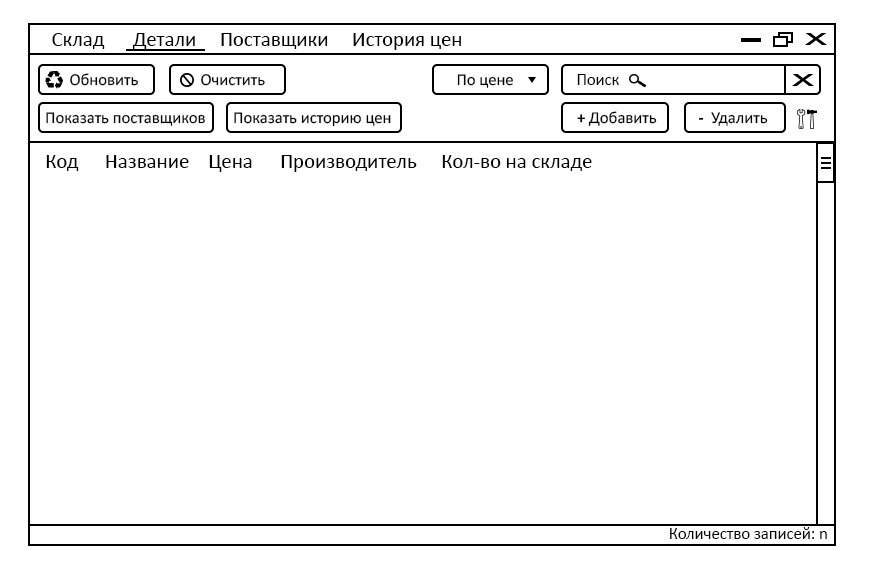 Склад Детали Поставщики История цен
Обновить Очистить По цене Поиск
Показать поставщиков Показать историю цен + Добавить - Удалить
Код Название Цена Производитель Кол-во на складе
Количество записей: n